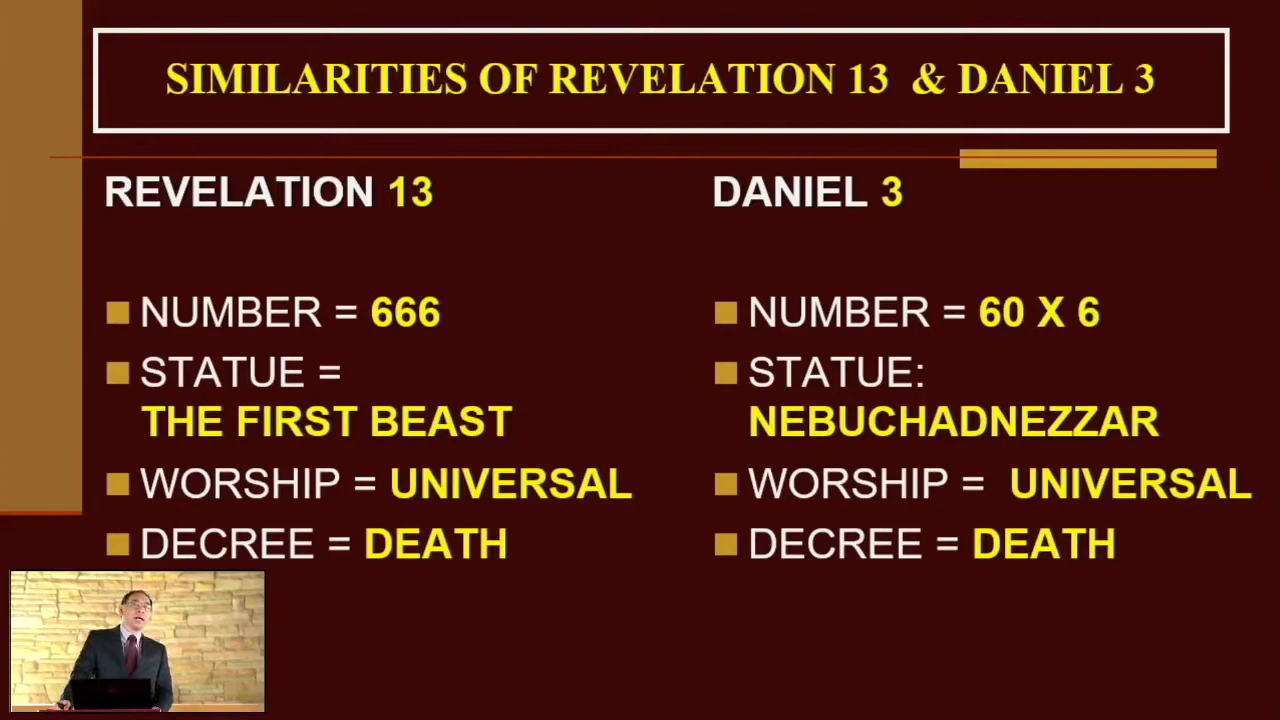 SIMILARITIES OF REVELATION 13 & DANIEL 3
REVELATION 13
NUMBER = 666
STATUE =
THE FIRST BEAST
WORSHIP = UNIVERSAL
DECREE = DEATH
DANIEL 3
NUMBER = 60 X 6
STATUE:
NEBUCHADNEZZAR
WORSHIP = UNIVERSAL
DECREE = DEATH